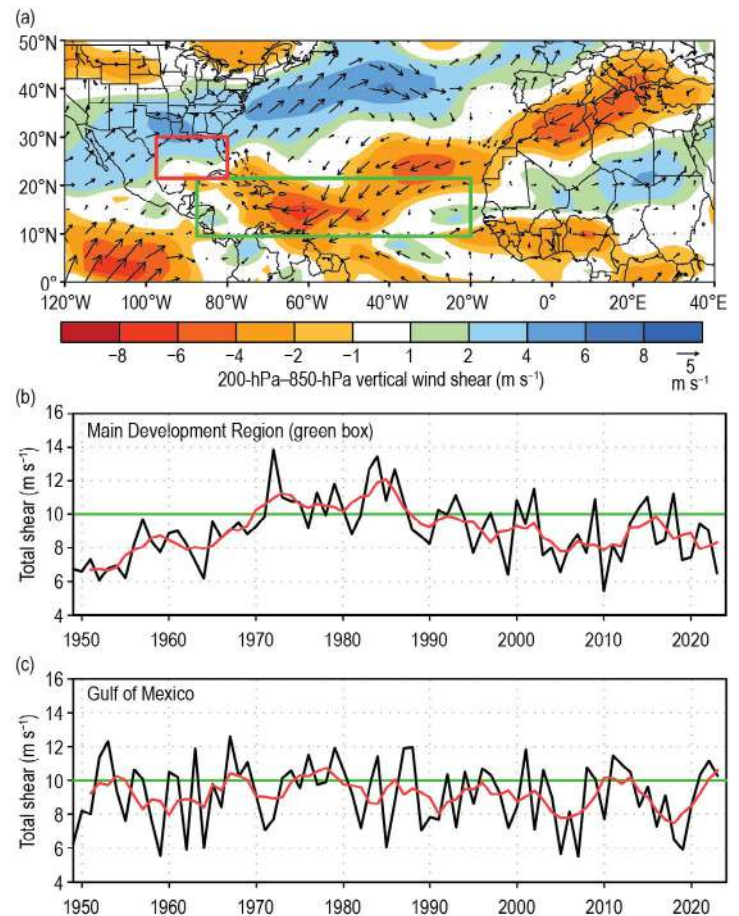 (a)
50°N
40°N
30°N
20°N
10°N
0°
120°W 100°W 80°W 60°W 40°W 20°W 0° 20°E 40°E
−8 −6 −4 −2 −1 1 2 4 6 8 5
200-hPa–850-hPa vertical wind shear (m s⁻¹) m s⁻¹
(b)
Main Development Region (green box)
Total shear (m s⁻¹)
16
14
12
10
8
6
4
1950 1960 1970 1980 1990 2000 2010 2020
(c)
Gulf of Mexico
Total shear (m s⁻¹)
16
14
12
10
8
6
4
1950 1960 1970 1980 1990 2000 2010 2020